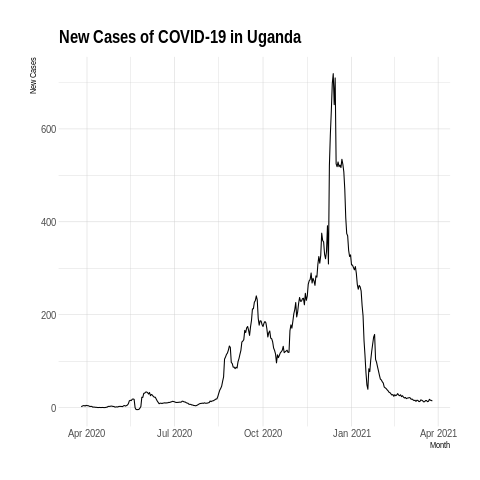 New Cases of COVID-19 in Uganda
New Cases
600
400
200
0
Apr 2020
Jul 2020
Oct 2020
Jan 2021
Apr 2021
Month